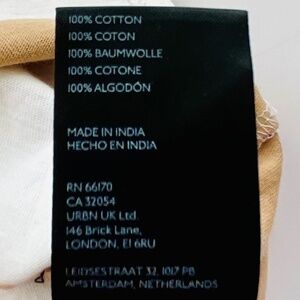 100% COTTON
100% COTON
100% BAUMWOLLE
100% COTONE
100% ALGODÓN
MADE IN INDIA
HECHO EN INDIA
RN 66170
CA 32054
URBN UK Ltd.
146 Brick Lane,
LONDON, E1 6RU
LEIDSESTRAAT 32, 1017 PB
AMSTERDAM, NETHERLANDS